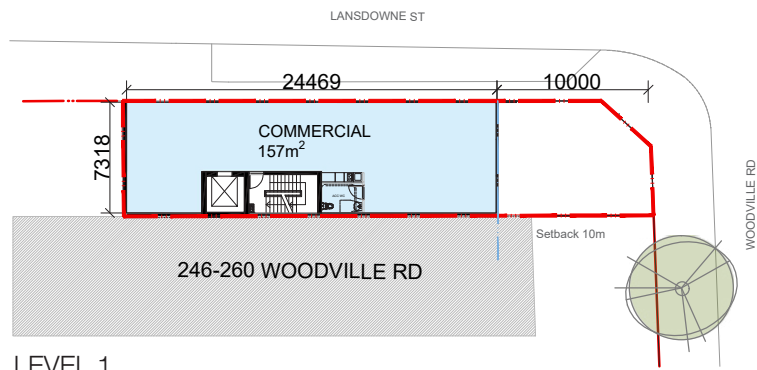 LANSDOWNE ST
24469
10000
COMMERCIAL
157m²
7318
WOODVILLE RD
Setback 10m
246-260 WOODVILLE RD
LEVEL 1